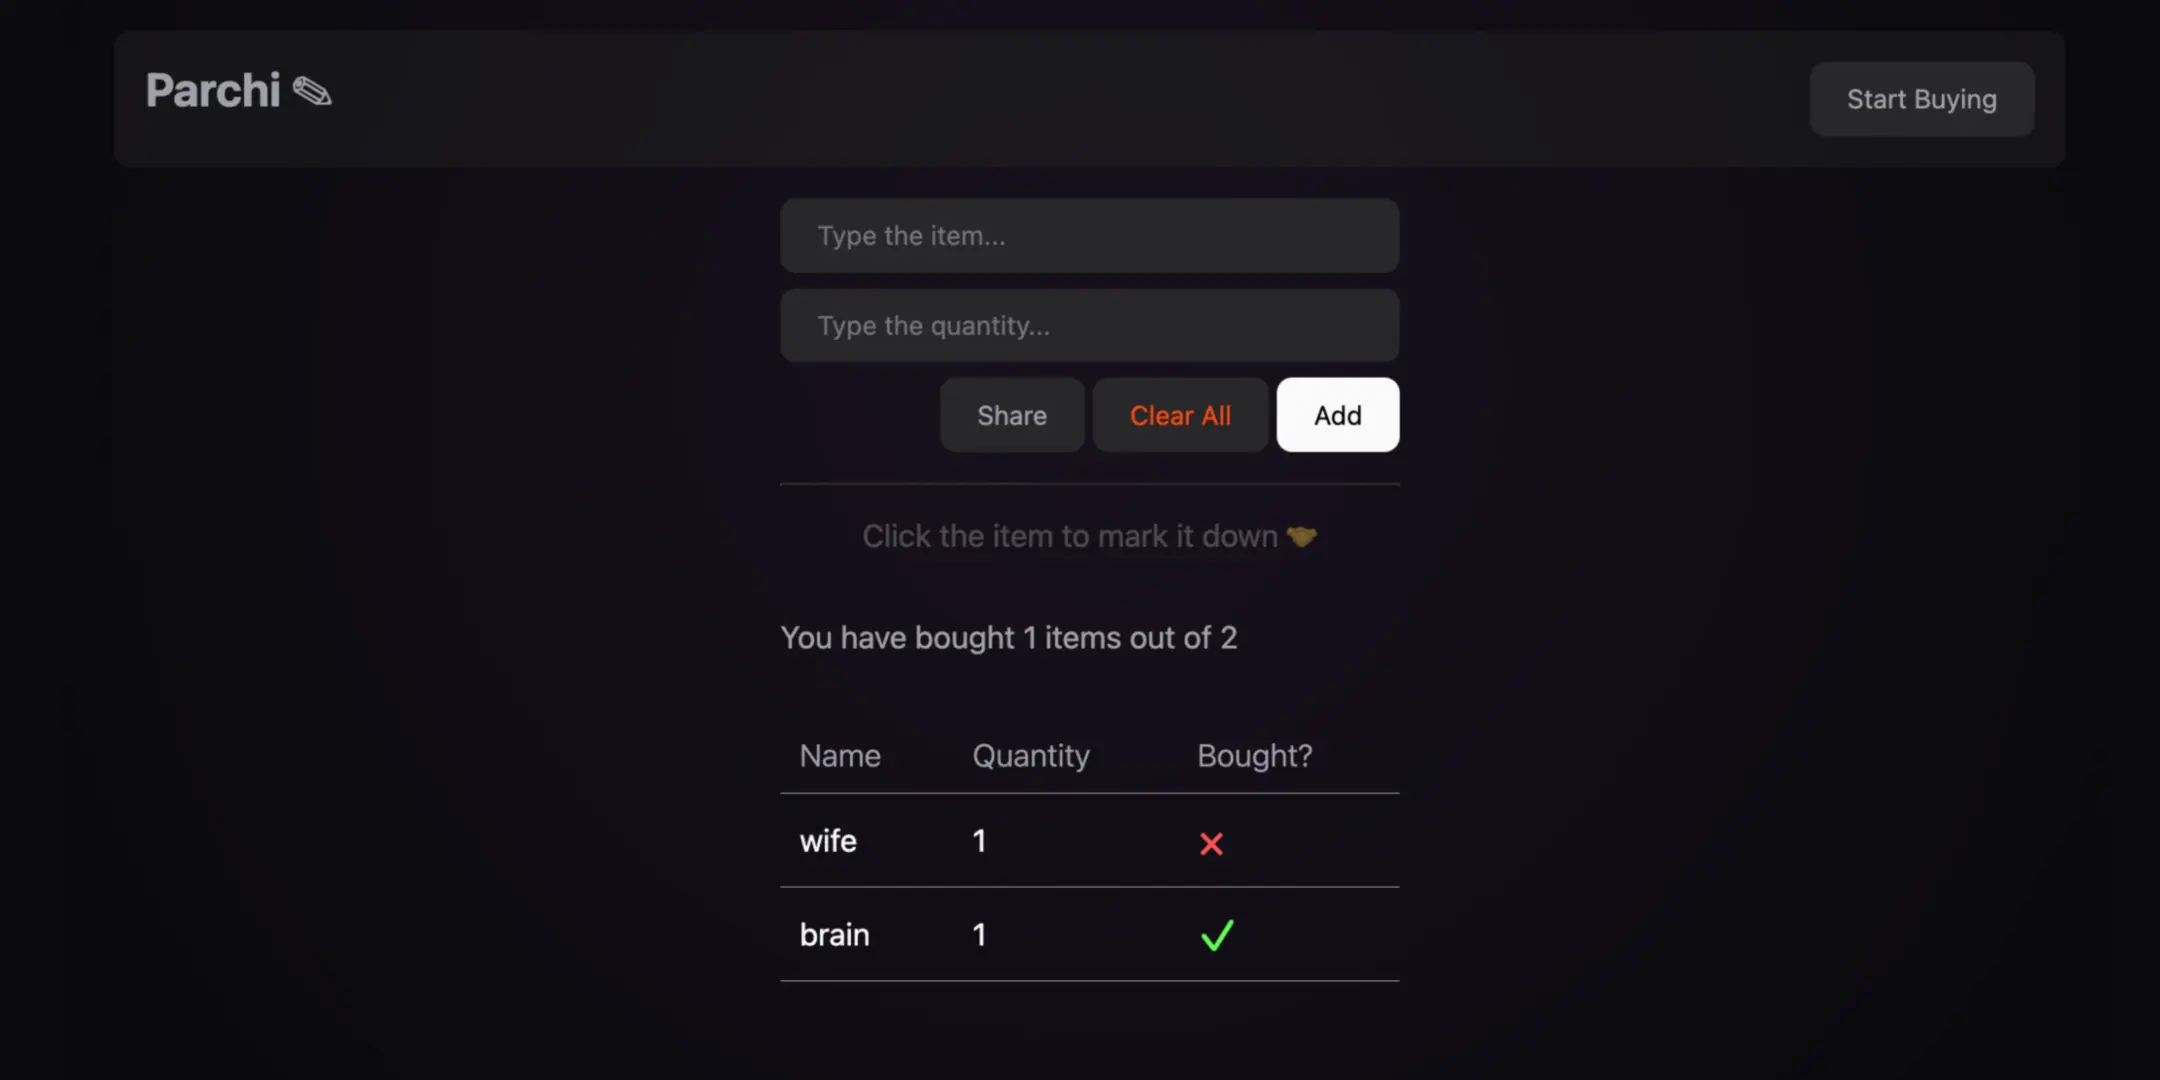 Parchi ✏
Start Buying
Type the item...
Type the quantity...
Share Clear All Add
Click the item to mark it down 🤝
You have bought 1 items out of 2
Name Quantity Bought?
wife 1 ❌
brain 1 ✅